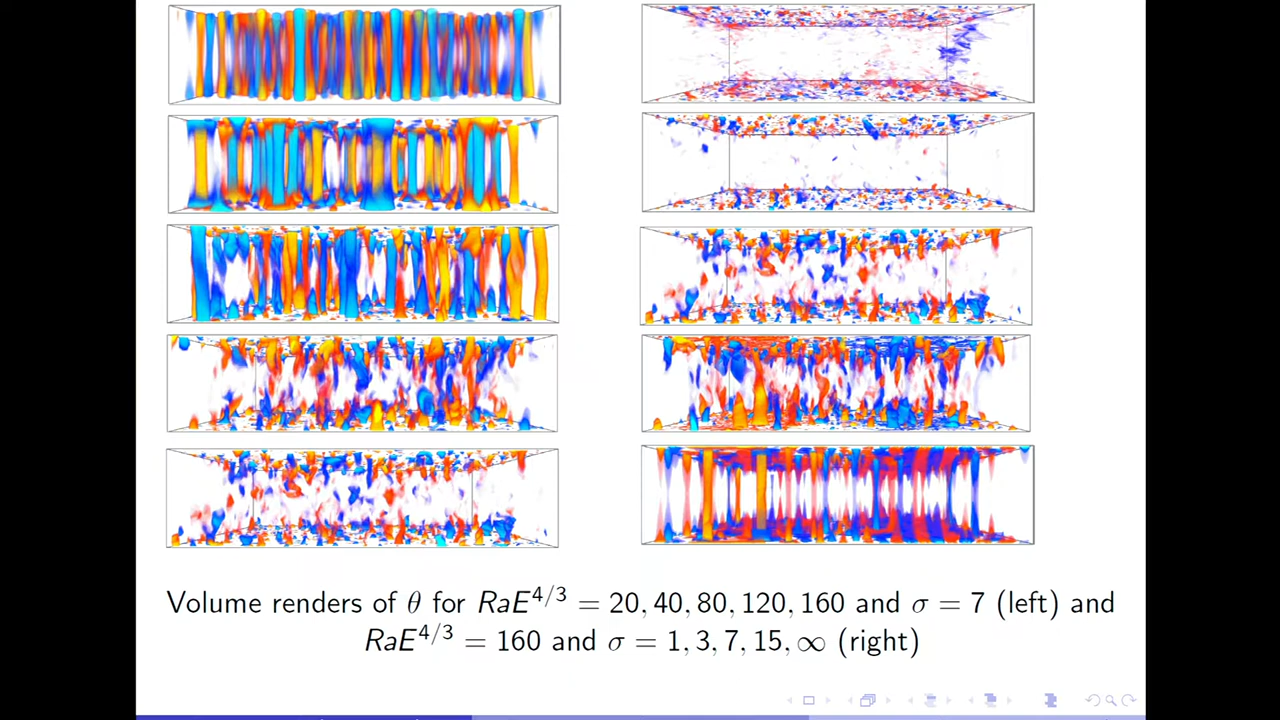 Volume renders of θ for RaE^{4/3} = 20, 40, 80, 120, 160 and σ = 7 (left) and
RaE^{4/3} = 160 and σ = 1, 3, 7, 15, ∞ (right)